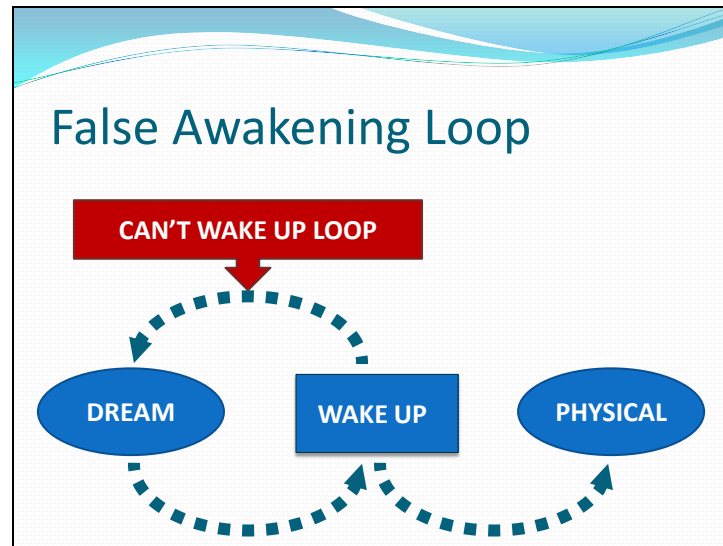 False Awakening Loop
CAN’T WAKE UP LOOP
DREAM
WAKE UP
PHYSICAL